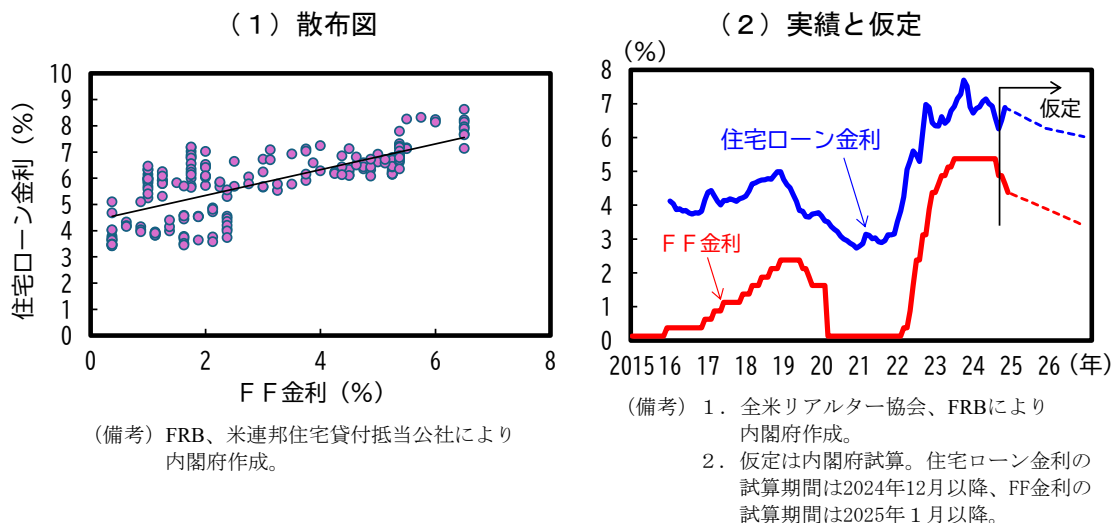 （１）散布図
住宅ローン金利（%）
10
9
8
7
6
5
4
3
2
1
0
0 2 4 6 8
ＦＦ金利（%）
（備考）FRB、米連邦住宅貸付抵当公社により
内閣府作成。
（２）実績と仮定
（%）
8
7
6
5
4
3
2
1
0
仮定
住宅ローン金利
ＦＦ金利
2015 16 17 18 19 20 21 22 23 24 25 26 （年）
（備考）１．全米リアルター協会、FRBにより
内閣府作成。
２．仮定は内閣府試算。住宅ローン金利の
試算期間は2024年12月以降、FF金利の
試算期間は2025年１月以降。